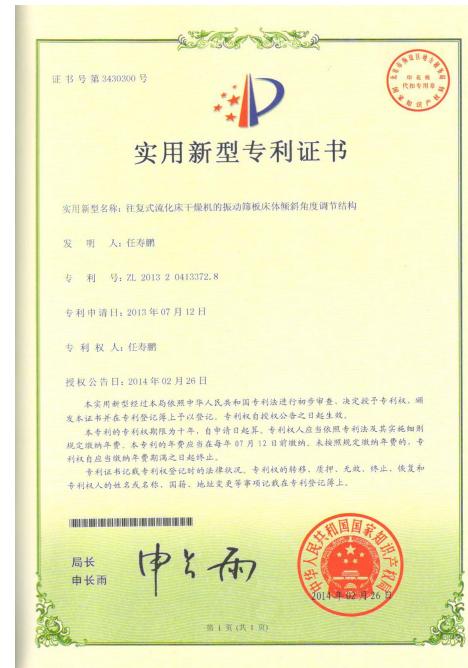 证书号第3430300号
印花税
代扣专用章
实用新型专利证书
实用新型名称：往复式流化床干燥机的振动筛板床体倾斜角度调节结构
发明人：任寿鹏
专利号：ZL 2013 2 0413372.8
专利申请日：2013年07月12日
专利权人：任寿鹏
授权公告日：2014年02月26日
本实用新型经过本局依照中华人民共和国专利法进行初步审查，决定授予专利权，颁
发本证书并在专利登记簿上予以登记。专利权自授权公告之日起生效。
本专利的专利权期限为十年，自申请日起算。专利权人应当依照专利法及其实施细则
规定缴纳年费。本专利的年费应当在每年07月12日前缴纳。未按照规定缴纳年费的，专
利权自应当缴纳年费期满之日起终止。
专利证书记载专利权登记时的法律状况。专利权的转移、质押、无效、终止、恢复和
专利权人的姓名或名称、国籍、地址变更等事项记载在专利登记簿上。
局长
申长雨
申长雨
中华人民共和国国家知识产权局
2014年02月26日
第1页(共1页)